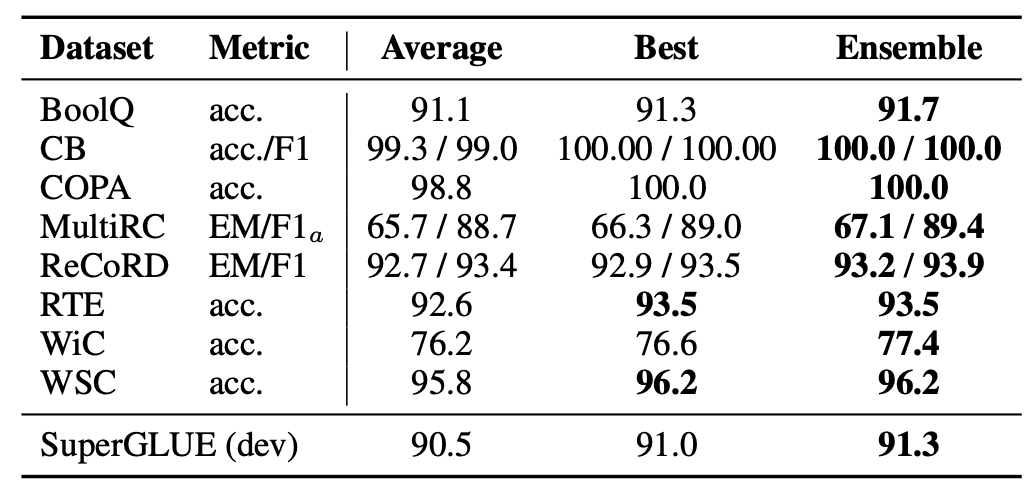 Dataset Metric Average Best Ensemble
BoolQ acc. 91.1 91.3 91.7
CB acc./F1 99.3 / 99.0 100.00 / 100.00 100.0 / 100.0
COPA acc. 98.8 100.0 100.0
MultiRC EM/F1a 65.7 / 88.7 66.3 / 89.0 67.1 / 89.4
ReCoRD EM/F1 92.7 / 93.4 92.9 / 93.5 93.2 / 93.9
RTE acc. 92.6 93.5 93.5
WiC acc. 76.2 76.6 77.4
WSC acc. 95.8 96.2 96.2
SuperGLUE (dev) 90.5 91.0 91.3